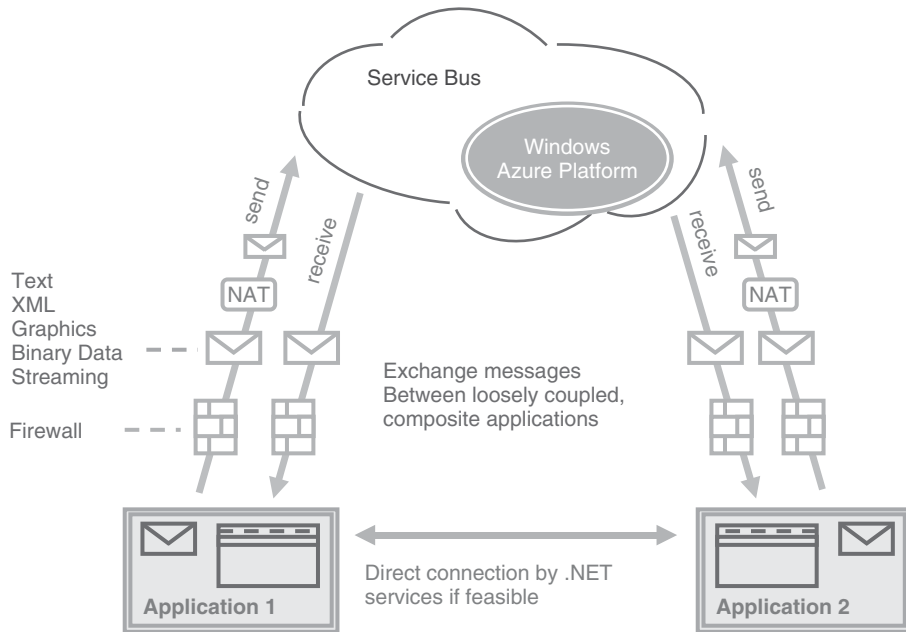 Service Bus
Windows
Azure Platform
send
receive
NAT
receive
send
NAT
Text
XML
Graphics
Binary Data
Streaming
Firewall
Exchange messages
Between loosely coupled,
composite applications
Direct connection by .NET
services if feasible
Application 1
Application 2